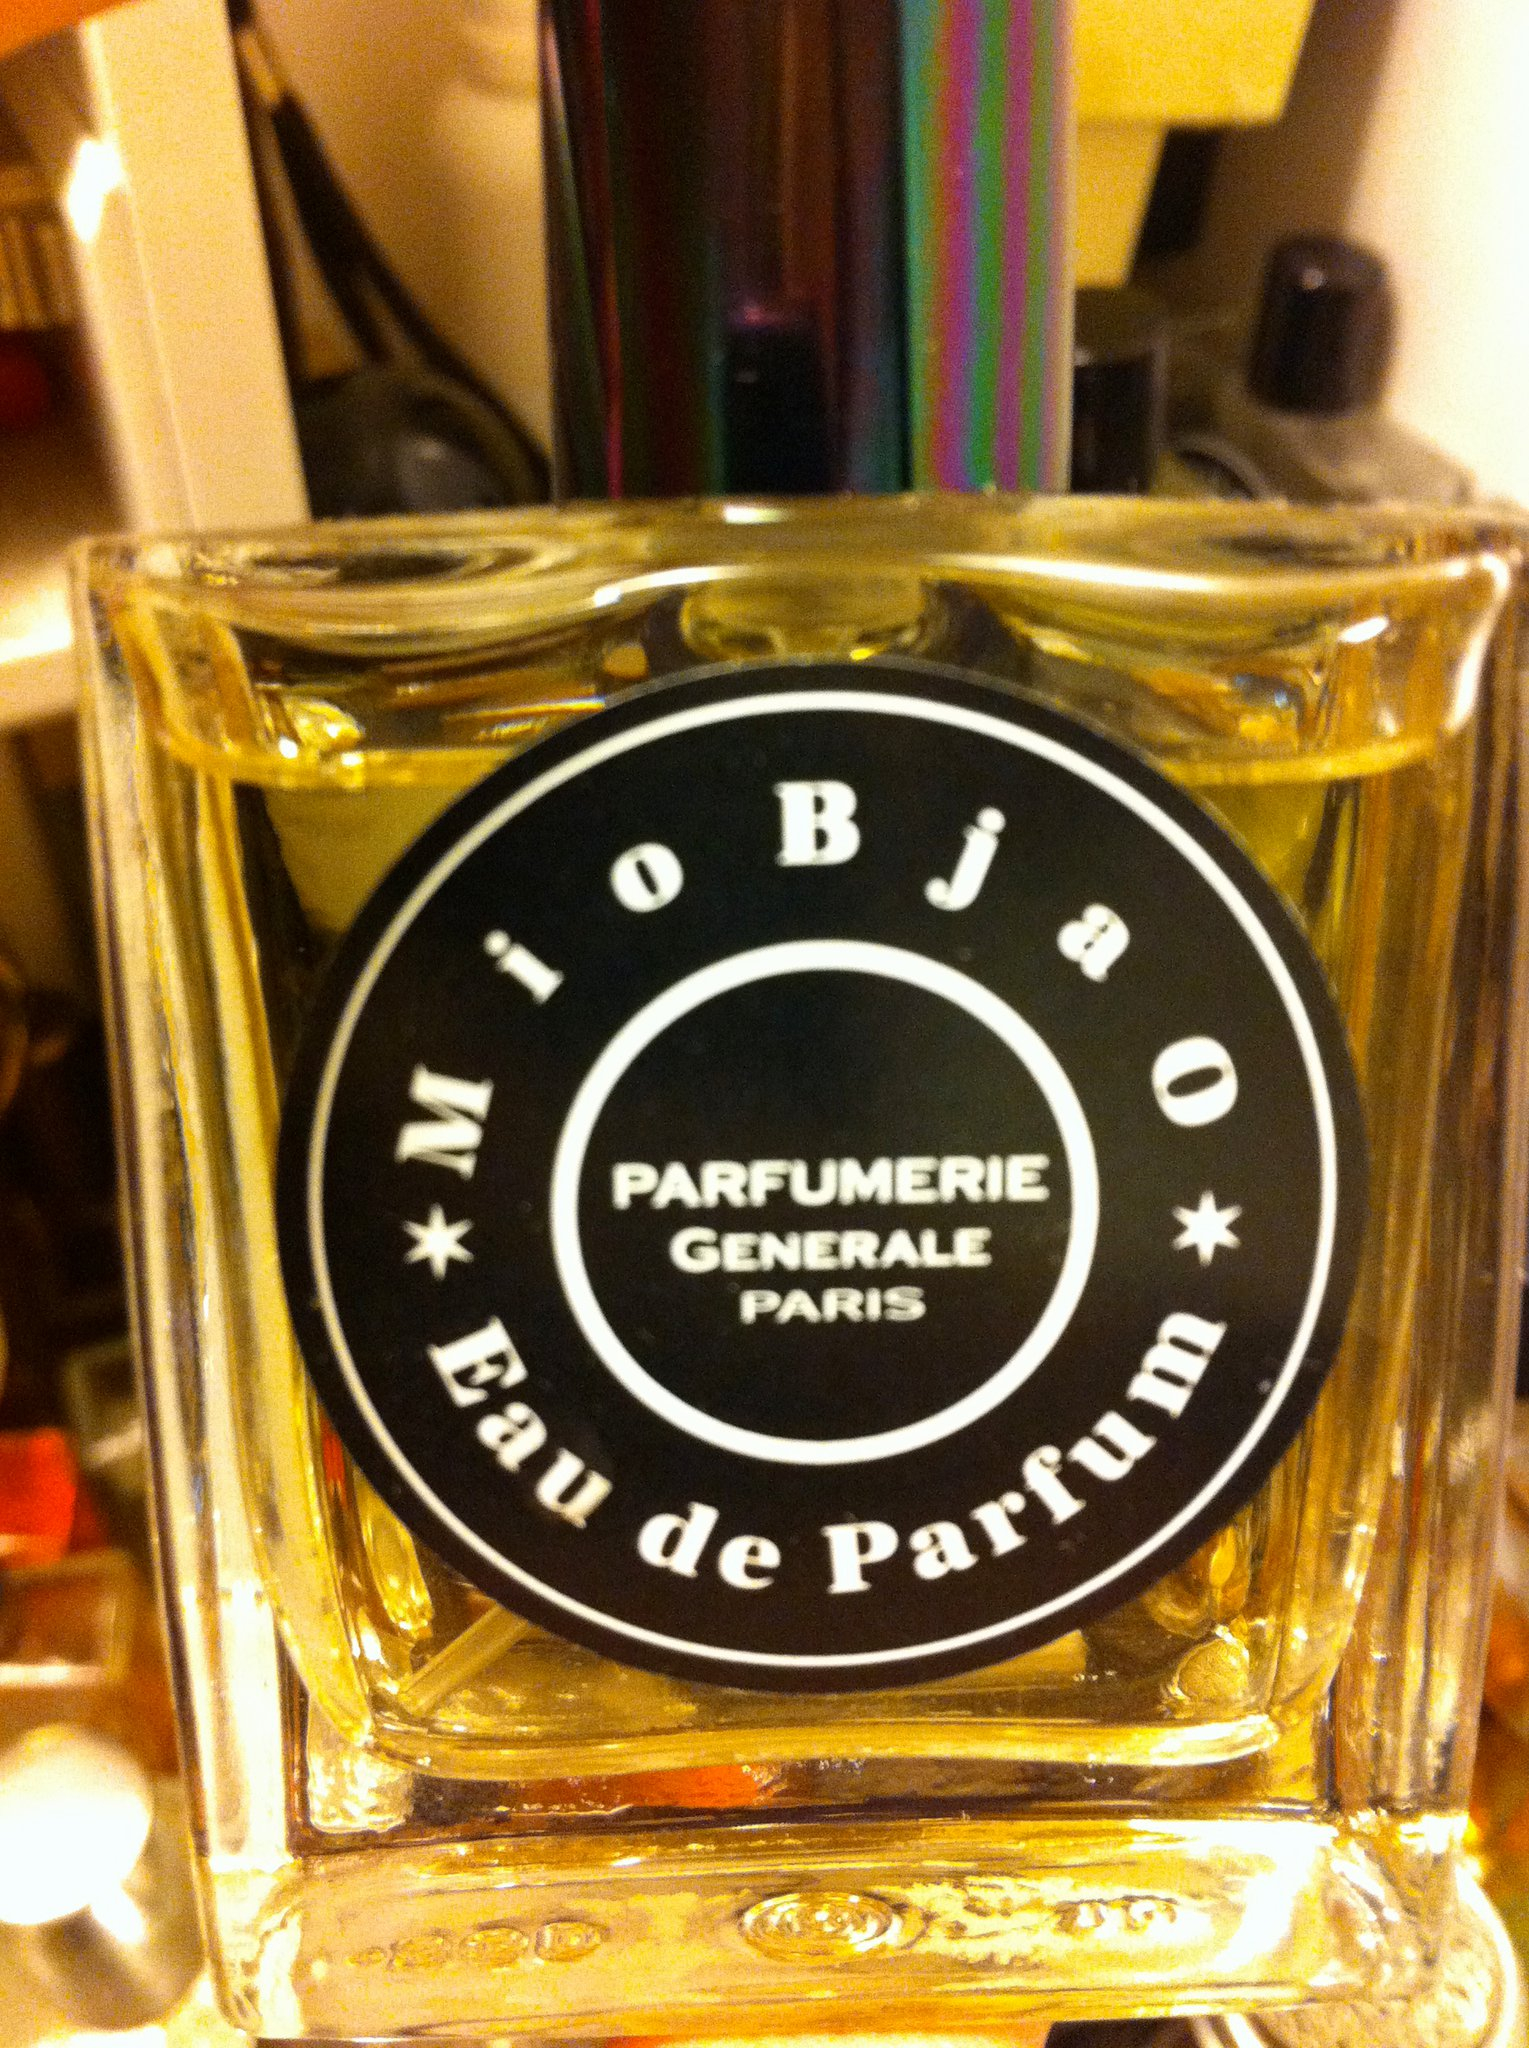 MioBjaO
PARFUMERIE
GENERALE
PARIS
Eau de Parfum